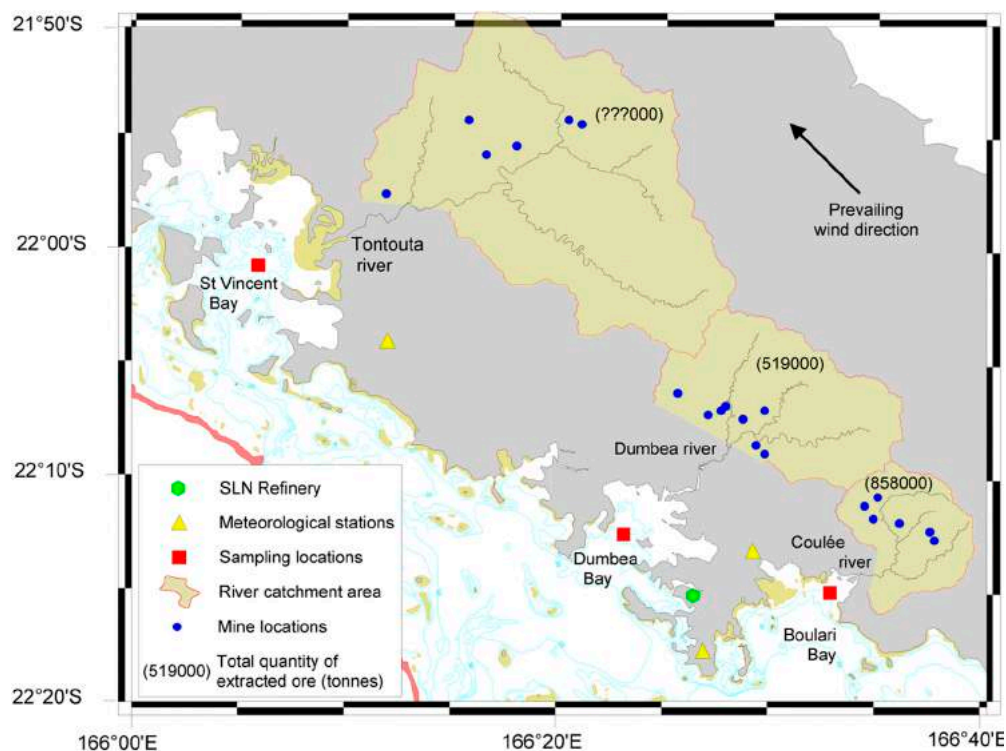 21°50'S
(???000)
Prevailing
wind direction
22°00'S
Tontouta
river
St Vincent
Bay
(519000)
Dumbea river
22°10'S
(858000)
SLN Refinery
Meteorological stations
Sampling locations
River catchment area
Mine locations
(519000) Total quantity of
extracted ore (tonnes)
Dumbea
Bay
Coulée
river
Boulari
Bay
22°20'S
166°00'E
166°20'E
166°40'E